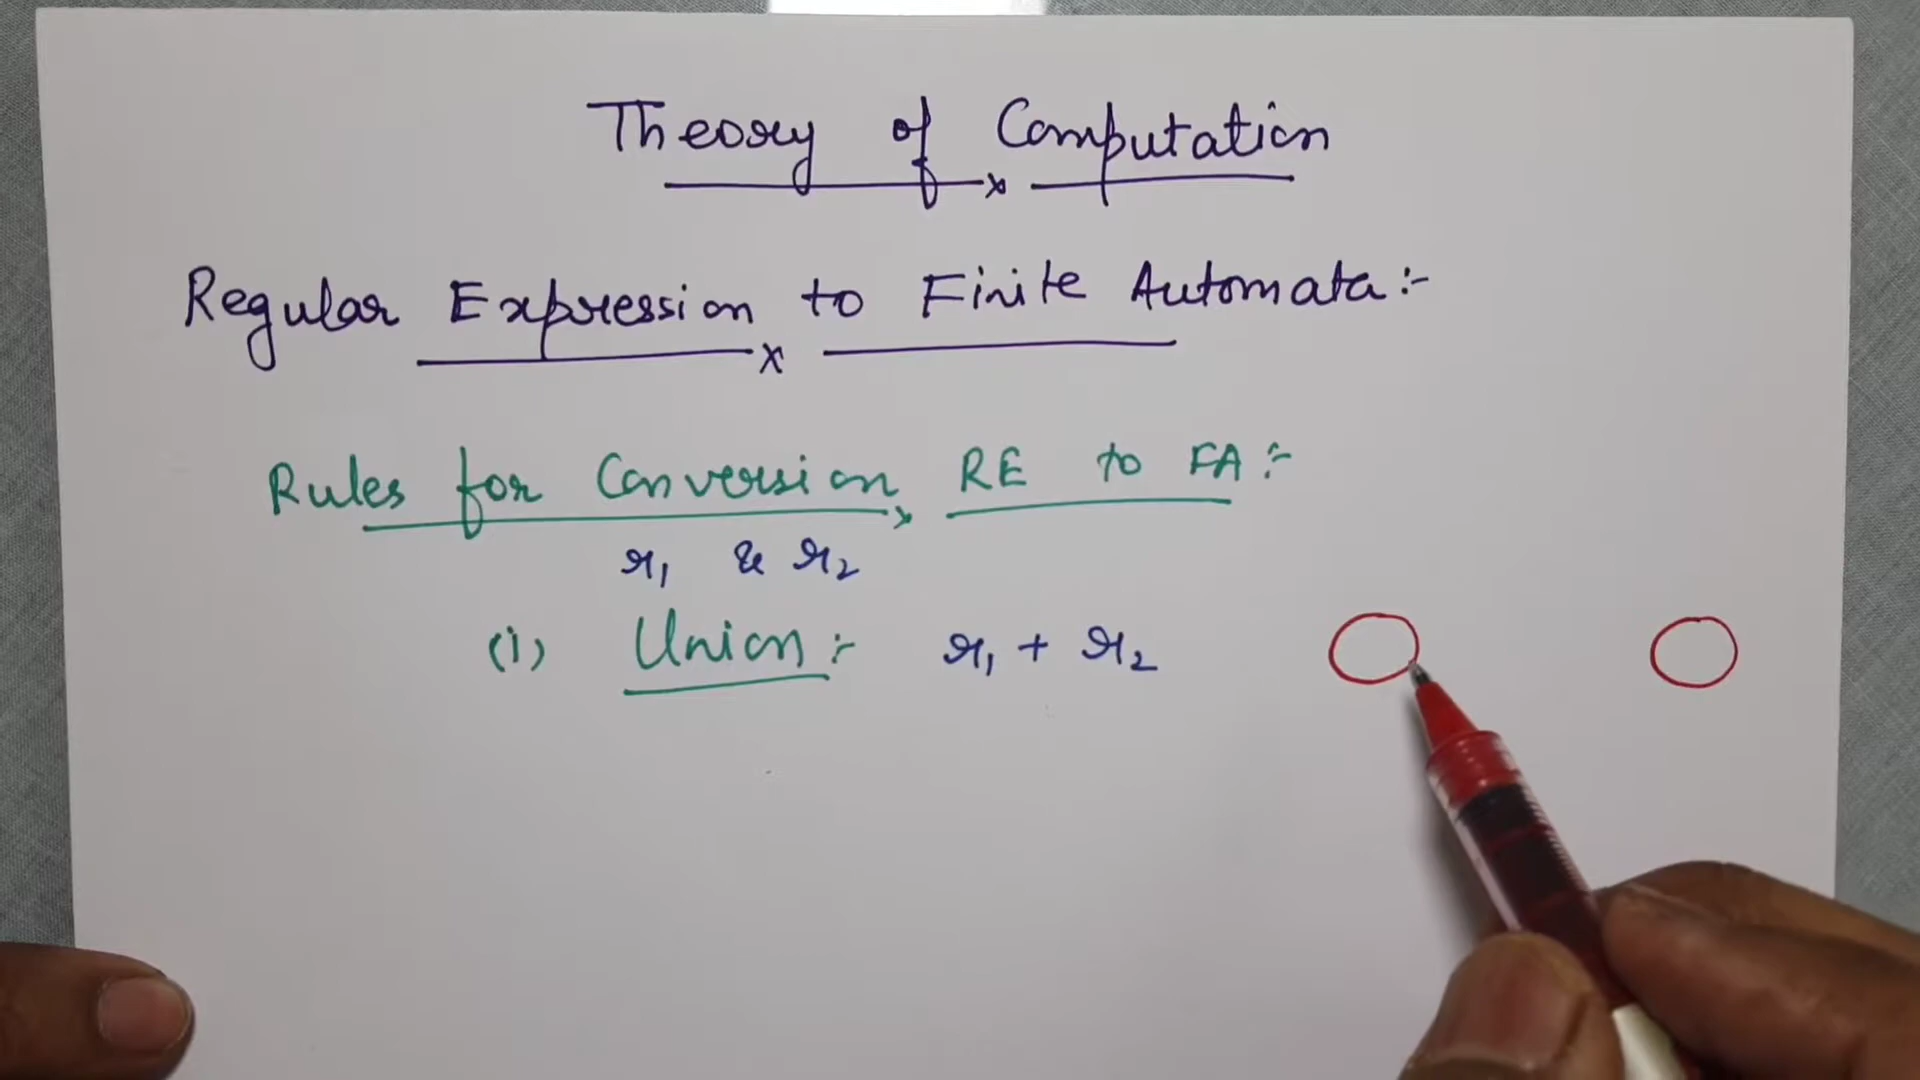 Theory of Computation
Regular Expression to Finite Automata:-
Rules for Conversion RE to FA:-
r₁ & r₂
(i) Union:- r₁ + r₂